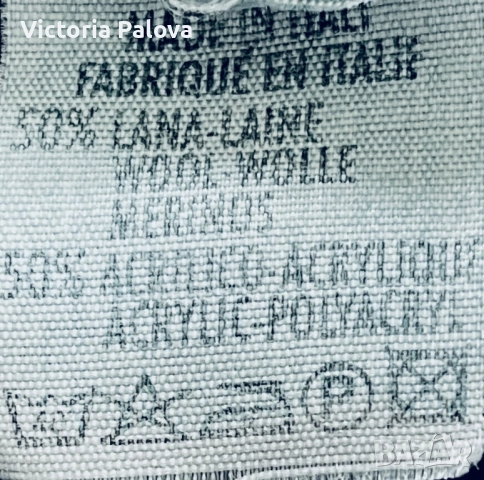 Victoria Palova
MADE IN ITALY
FABRIQUÉ EN ITALIE
50% LANA-LAINE
WOOL-WOLLE
MERINOS
50% ACRILICO-ACRYLIQUE
ACRYLIC-POLYACRYL
P
BAZAR